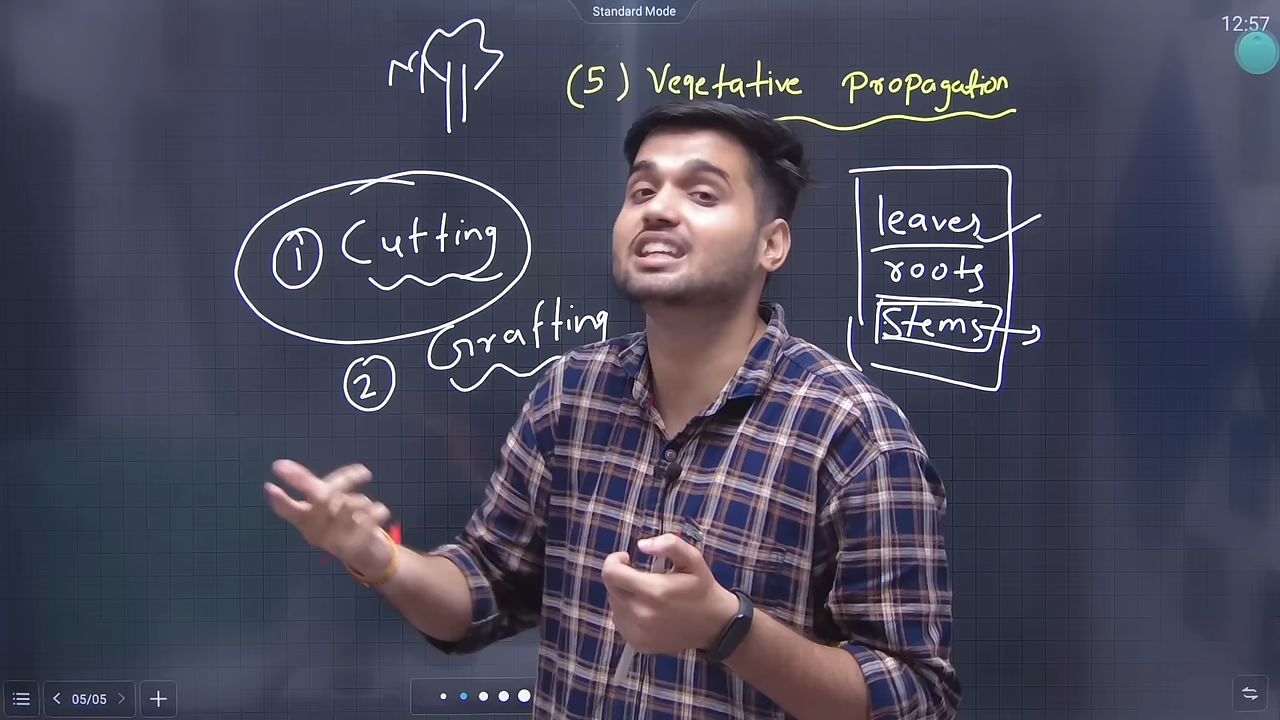 Standard Mode
12:57
(5) Vegetative Propagation
① Cutting
② Grafting
leaves
roots
Stems
05/05